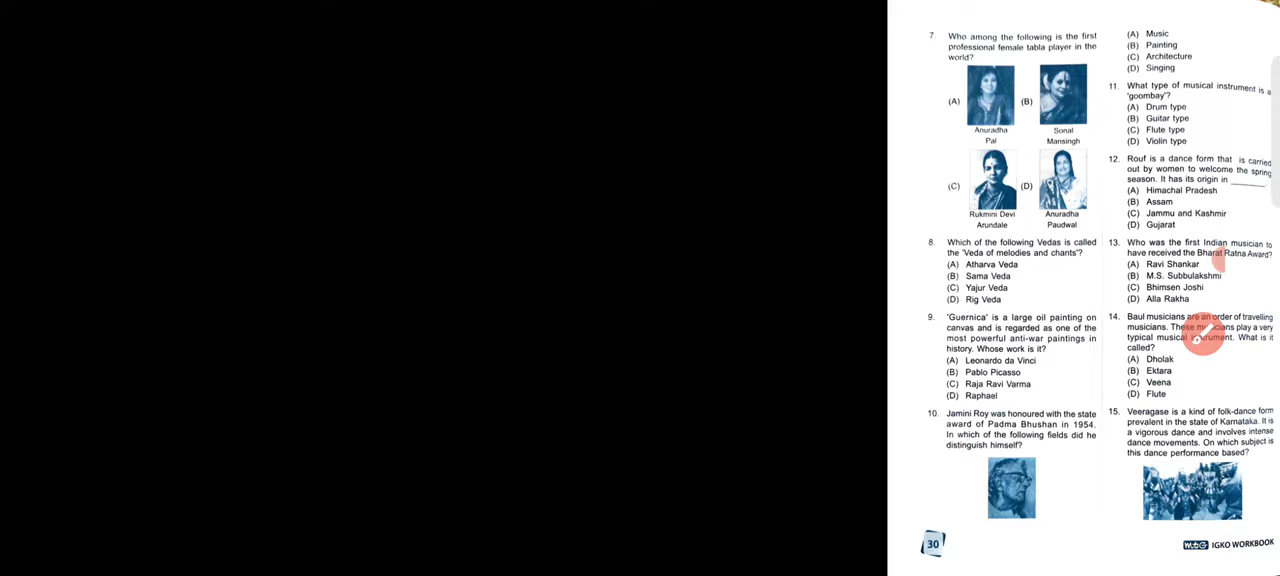 7. Who among the following is the first
professional female tabla player in the
world?
(A)
(B)
Anuradha
Pal
Sonal
Mansingh
(C)
(D)
Rukmini Devi
Arundale
Anuradha
Paudwal
8. Which of the following Vedas is called
the 'Veda of melodies and chants'?
(A) Atharva Veda
(B) Sama Veda
(C) Yajur Veda
(D) Rig Veda
9. 'Guernica' is a large oil painting on
canvas and is regarded as one of the
most powerful anti-war paintings in
history. Whose work is it?
(A) Leonardo da Vinci
(B) Pablo Picasso
(C) Raja Ravi Varma
(D) Raphael
10. Jamini Roy was honoured with the state
award of Padma Bhushan in 1954.
In which of the following fields did he
distinguish himself?
(A) Music
(B) Painting
(C) Architecture
(D) Singing
11. What type of musical instrument is a
'goombay'?
(A) Drum type
(B) Guitar type
(C) Flute type
(D) Violin type
12. Rouf is a dance form that is carried
out by women to welcome the spring
season. It has its origin in ________.
(A) Himachal Pradesh
(B) Assam
(C) Jammu and Kashmir
(D) Gujarat
13. Who was the first Indian musician to
have received the Bharat Ratna Award?
(A) Ravi Shankar
(B) M.S. Subbulakshmi
(C) Bhimsen Joshi
(D) Alla Rakha
14. Baul musicians are an order of travelling
musicians. These musicians play a very
typical musical instrument. What is it
called?
(A) Dholak
(B) Ektara
(C) Veena
(D) Flute
15. Veeragase is a kind of folk-dance form
prevalent in the state of Karnataka. It is
a vigorous dance and involves intense
dance movements. On which subject is
this dance performance based?
30
IGKO WORKBOOK